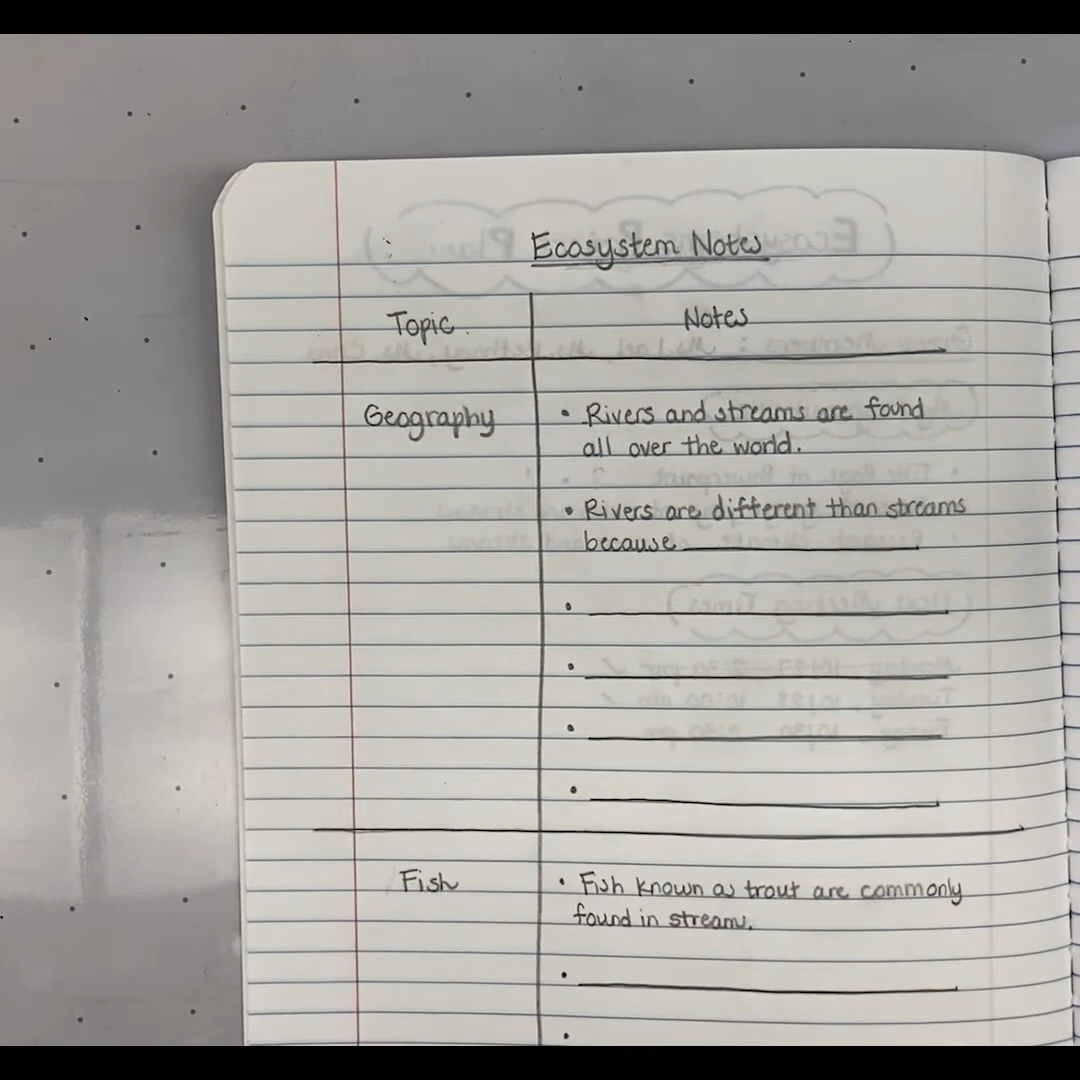 Ecosystem Notes
Topic
Notes
Geography
• Rivers and streams are found
all over the world.
• Rivers are different than streams
because
•
•
•
•
Fish
• Fish known as trout are commonly
found in streams.
•
•